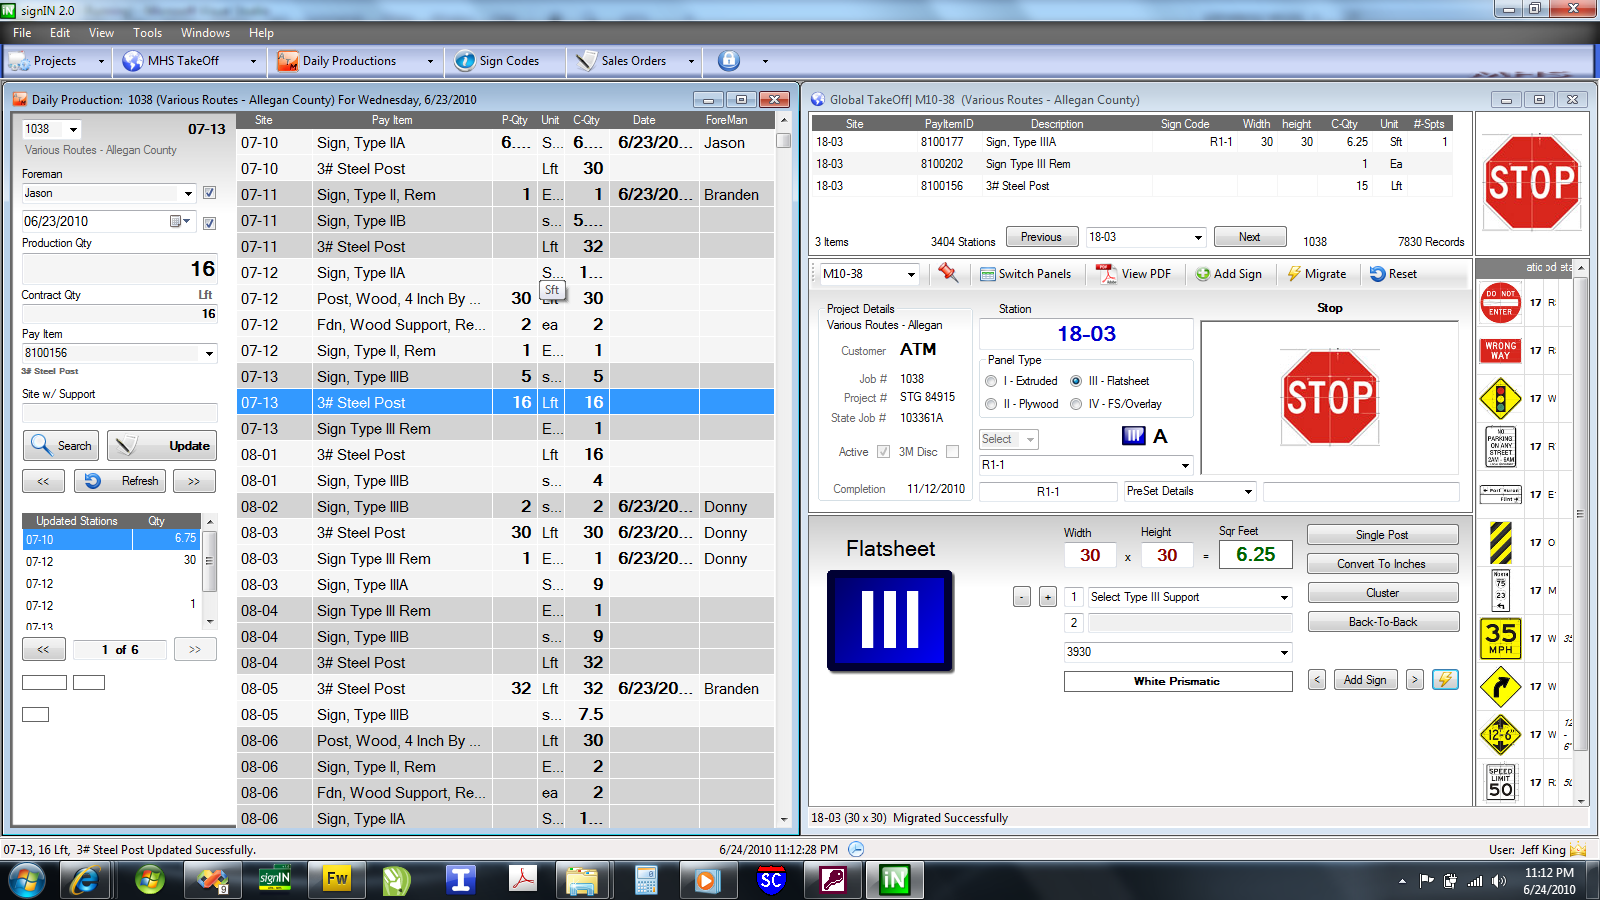 signIN 2.0
File Edit View Tools Windows Help
Projects MHS TakeOff Daily Productions Sign Codes Sales Orders
Daily Production: 1038 (Various Routes - Allegan County) For Wednesday, 6/23/2010
1038 07-13
Various Routes - Allegan County
Foreman
Jason
06/23/2010
Production Qty
16
Contract Qty Lft
16
Pay Item
8100156
3# Steel Post
Site w/ Support
Search Update
<< Refresh >>
Updated Stations Qty
07-10 6.75
07-12 30
07-12
07-12 1
07-13
<< 1 of 6 >>
Site Pay Item P-Qty Unit C-Qty Date ForeMan
07-10 Sign, Type IIA 6.... S... 6.... 6/23/20... Jason
07-10 3# Steel Post Lft 30
07-11 Sign, Type II, Rem 1 E... 1 6/23/20... Branden
07-11 Sign, Type IIB s... 5....
07-11 3# Steel Post Lft 32
07-12 Sign, Type IIA S... 1...
Sft
07-12 Post, Wood, 4 Inch By ... 30 Lft 30
07-12 Fdn, Wood Support, Re... 2 ea 2
07-12 Sign, Type II, Rem 1 E... 1
07-13 Sign, Type IIIB 5 s... 5
07-13 3# Steel Post 16 Lft 16
07-13 Sign Type III Rem E... 1
08-01 3# Steel Post Lft 16
08-01 Sign, Type IIIB s... 4
08-02 Sign, Type IIIB 2 s... 2 6/23/20... Donny
08-03 3# Steel Post 30 Lft 30 6/23/20... Donny
08-03 Sign Type III Rem 1 E... 1 6/23/20... Donny
08-03 Sign, Type IIIA S... 9
08-04 Sign Type III Rem E... 1
08-04 Sign, Type IIIB s... 9
08-04 3# Steel Post Lft 32
08-05 3# Steel Post 32 Lft 32 6/23/20... Branden
08-05 Sign, Type IIIB s... 7.5
08-06 Post, Wood, 4 Inch By ... Lft 30
08-06 Sign, Type II, Rem E... 2
08-06 Fdn, Wood Support, Re... ea 2
08-06 Sign, Type IIA S... 1...
Global TakeOff| M10-38 (Various Routes - Allegan County)
Site PayItemID Description Sign Code Width height C-Qty Unit #-Spts
18-03 8100177 Sign, Type IIIA R1-1 30 30 6.25 Sft 1
18-03 8100202 Sign Type III Rem 1 Ea
18-03 8100156 3# Steel Post 15 Lft
3 Items 3404 Stations Previous 18-03 Next 1038 7830 Records
STOP
M10-38 Switch Panels View PDF Add Sign Migrate Reset
Project Details
Various Routes - Allegan
Customer ATM
Job # 1038
Project # STG 84915
State Job # 103361A
Active 3M Disc
Completion 11/12/2010
Station
18-03
Panel Type
I - Extruded III - Flatsheet
II - Plywood IV - FS/Overlay
Select III A
R1-1
R1-1 PreSet Details
Stop
STOP
Flatsheet
III
Width Height Sqr Feet
30 x 30 = 6.25
- + 1 Select Type III Support
2
3930
White Prismatic
Single Post
Convert To Inches
Cluster
Back-To-Back
< Add Sign >
atic od sta
DO NOT ENTER 17 R
WRONG WAY 17 R
17 W
NO PARKING ON ANY STREET 2AM - 6AM 17 R
17 E
17 O
75 23 17 M
35 MPH 17 W 35
17 W
12'-6" 17 W 12 - 6"
SPEED LIMIT 50 17 R 50
18-03 (30 x 30) Migrated Successfully
07-13, 16 Lft, 3# Steel Post Updated Sucessfully.
6/24/2010 11:12:28 PM
User: Jeff King
9 signIN Fw I SC iN
11:12 PM
6/24/2010